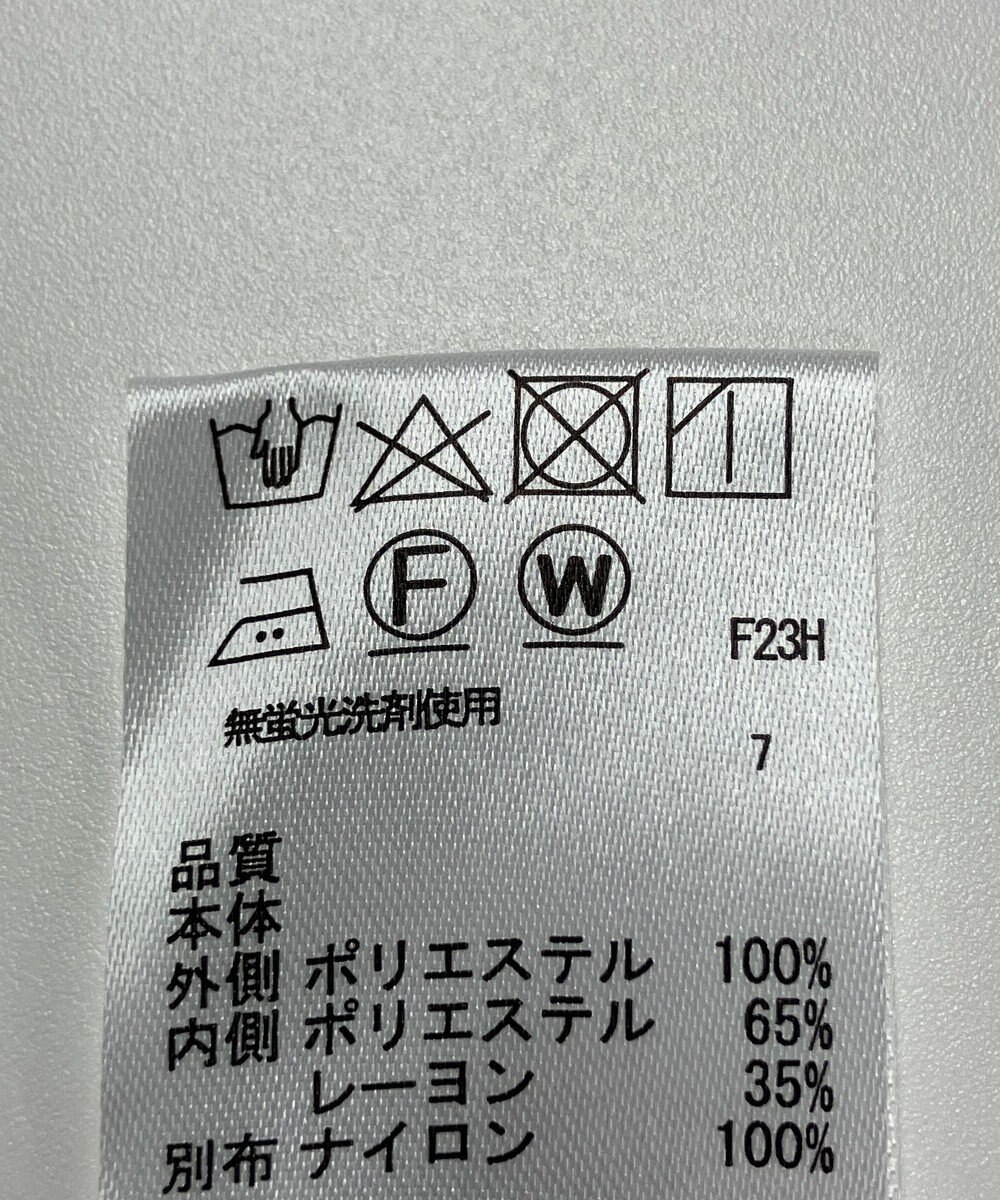 F W F23H
無蛍光洗剤使用
7
品質
本体
外側 ポリエステル 100%
内側 ポリエステル 65%
レーヨン 35%
別布 ナイロン 100%